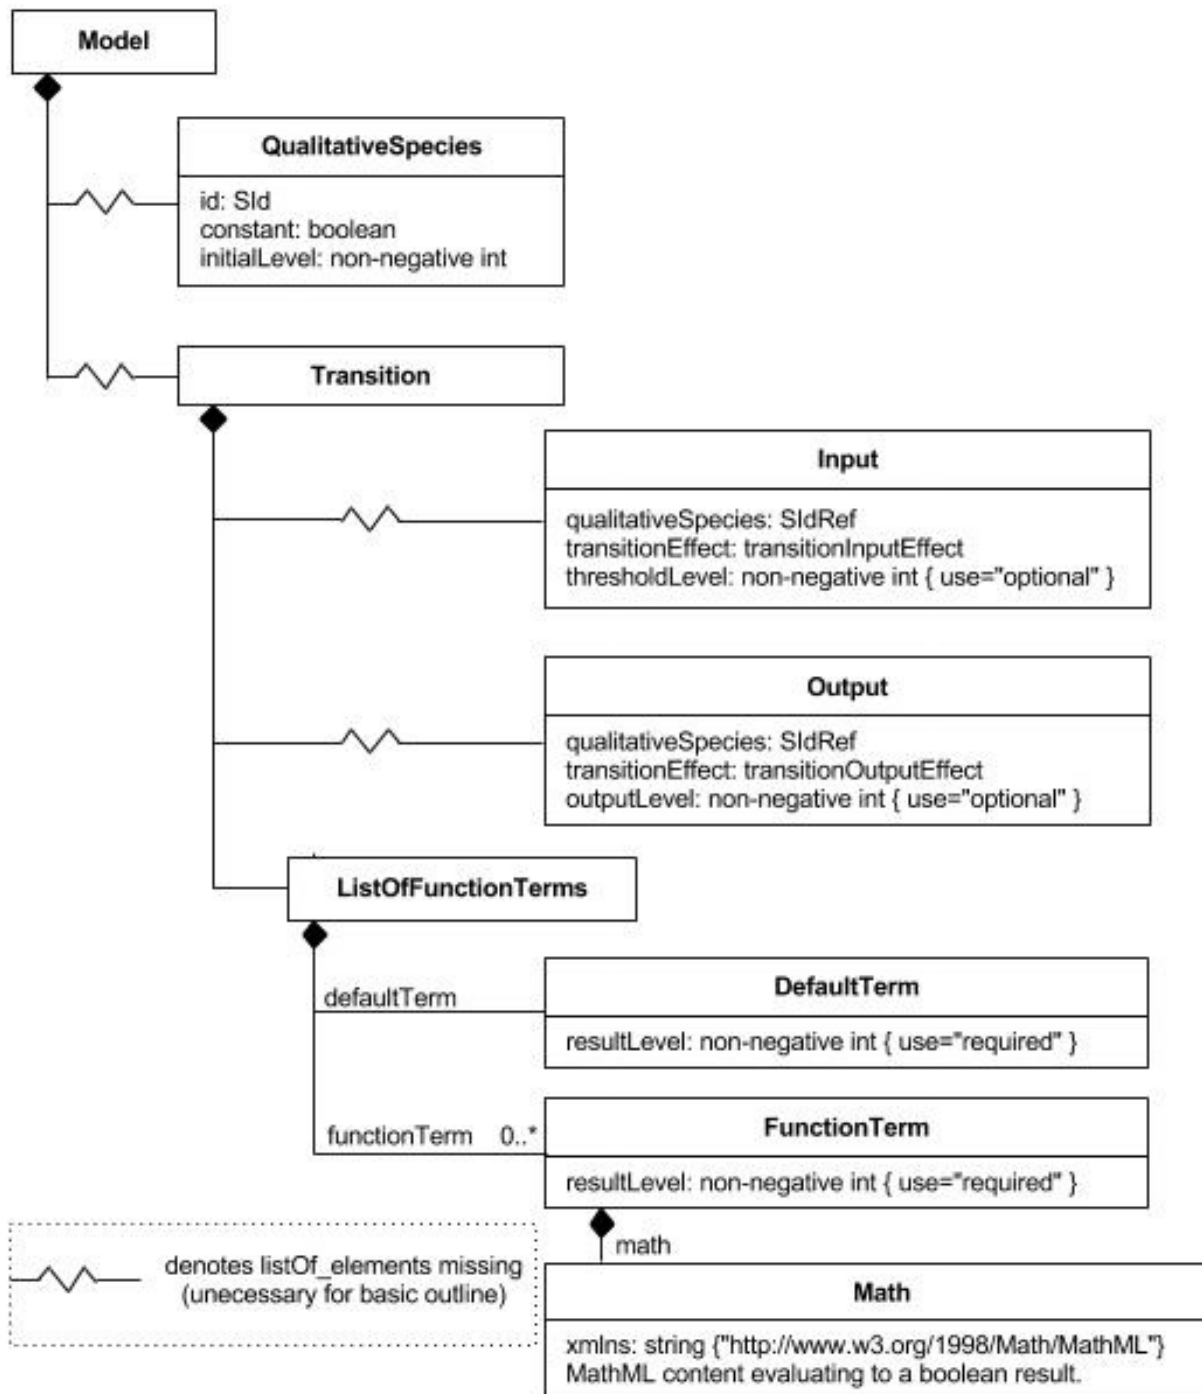 Model
QualitativeSpecies
id: SId
constant: boolean
initialLevel: non-negative int
Transition
Input
qualitativeSpecies: SIdRef
transitionEffect: transitionInputEffect
thresholdLevel: non-negative int { use="optional" }
Output
qualitativeSpecies: SIdRef
transitionEffect: transitionOutputEffect
outputLevel: non-negative int { use="optional" }
ListOfFunctionTerms
defaultTerm
DefaultTerm
resultLevel: non-negative int { use="required" }
functionTerm 0..*
FunctionTerm
resultLevel: non-negative int { use="required" }
math
denotes listOf_elements missing
(unecessary for basic outline)
Math
xmlns: string {"http://www.w3.org/1998/Math/MathML"}
MathML content evaluating to a boolean result.